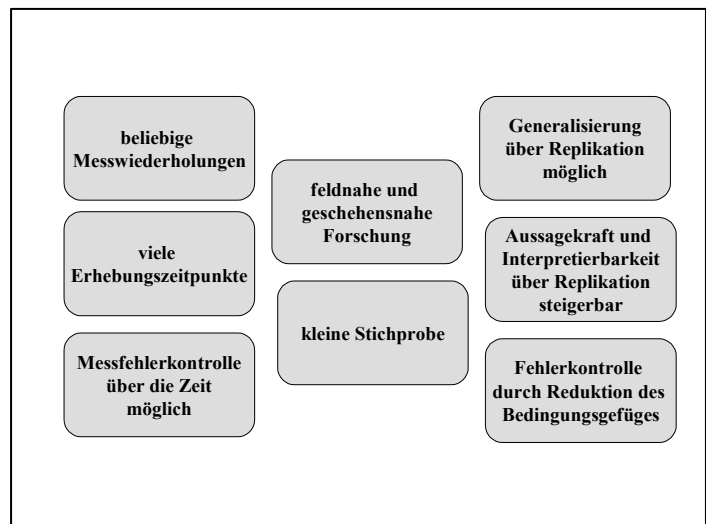 beliebige
Messwiederholungen
viele
Erhebungszeitpunkte
Messfehlerkontrolle
über die Zeit
möglich
feldnahe und
geschehensnahe
Forschung
kleine Stichprobe
Generalisierung
über Replikation
möglich
Aussagekraft und
Interpretierbarkeit
über Replikation
steigerbar
Fehlerkontrolle
durch Reduktion des
Bedingungsgefüges